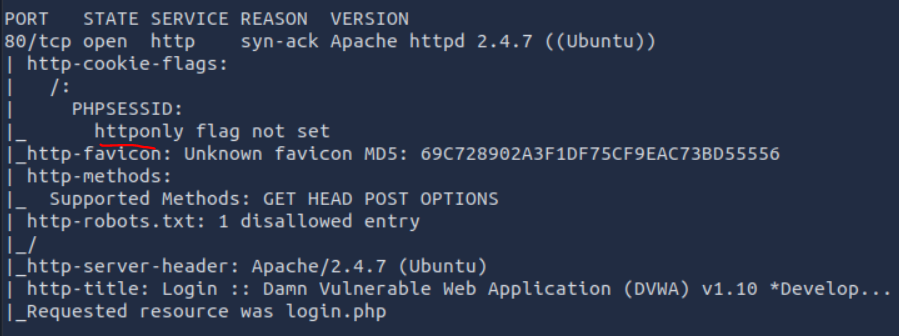 PORT   STATE SERVICE REASON  VERSION
80/tcp open  http    syn-ack Apache httpd 2.4.7 ((Ubuntu))
| http-cookie-flags:
|   /:
|     PHPSESSID:
|_      httponly flag not set
|_http-favicon: Unknown favicon MD5: 69C728902A3F1DF75CF9EAC73BD55556
| http-methods:
|_  Supported Methods: GET HEAD POST OPTIONS
| http-robots.txt: 1 disallowed entry
|_/
|_http-server-header: Apache/2.4.7 (Ubuntu)
| http-title: Login :: Damn Vulnerable Web Application (DVWA) v1.10 *Develop...
|_Requested resource was login.php